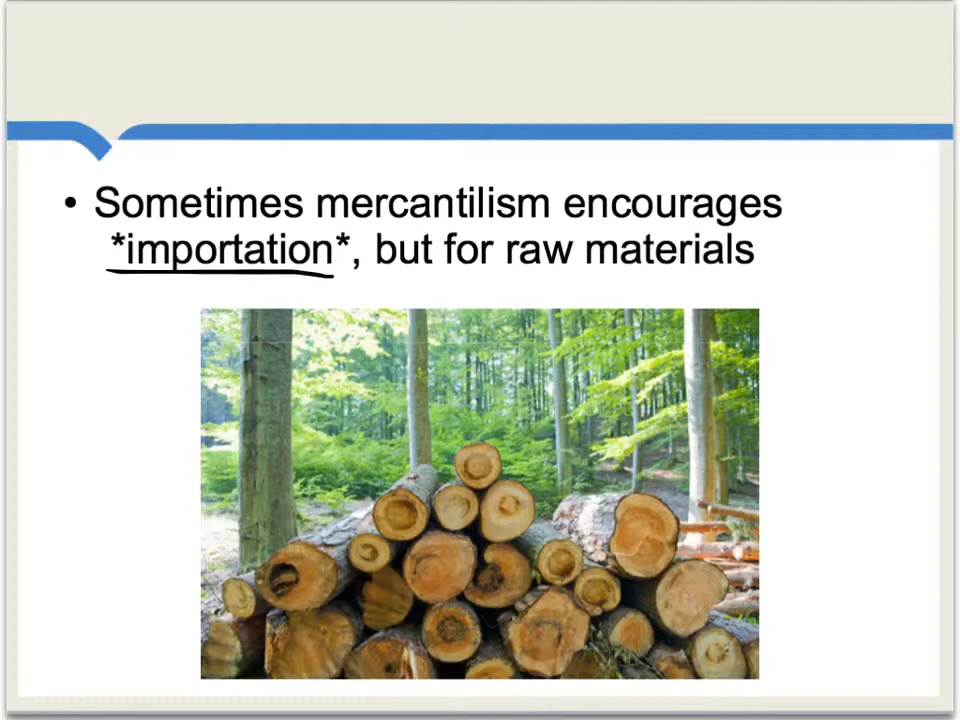 • Sometimes mercantilism encourages
*importation*, but for raw materials